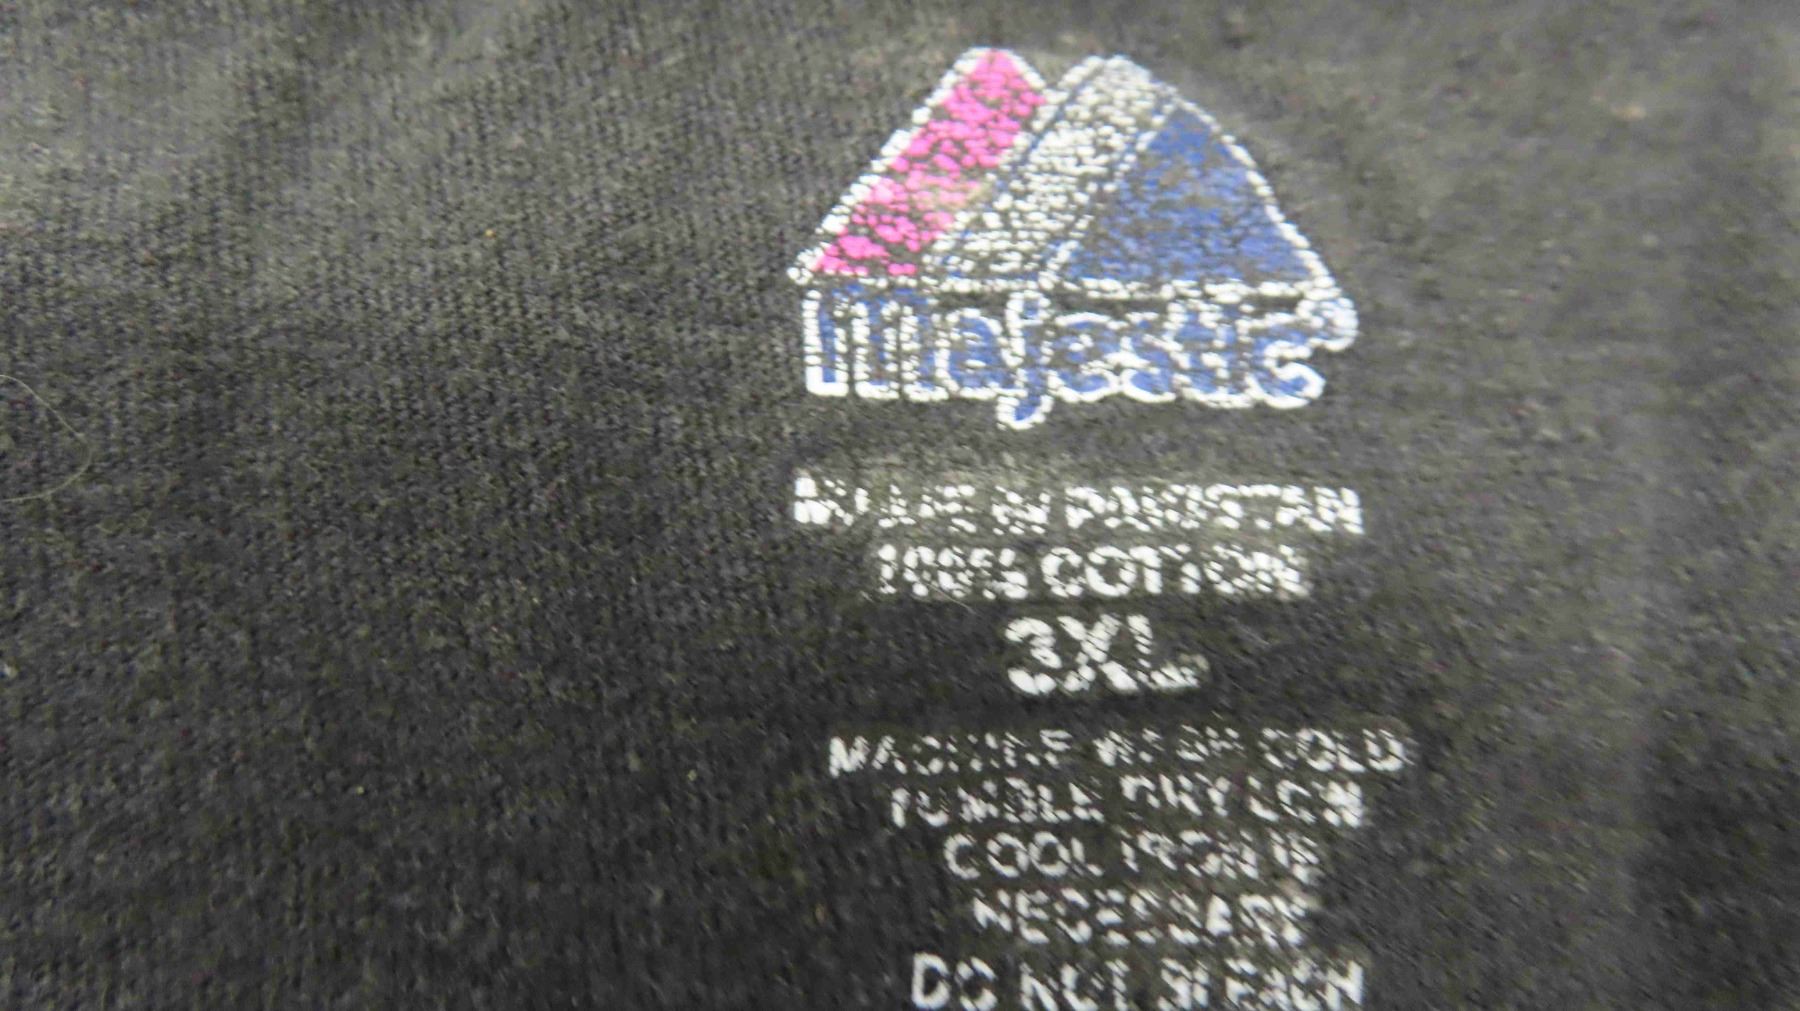 Majestic
MADE IN PAKISTAN
100% COTTON
3XL
MACHINE WASH COLD
TUMBLE DRY LOW
COOL IRON IF
NECESSARY
DO NOT BLEACH